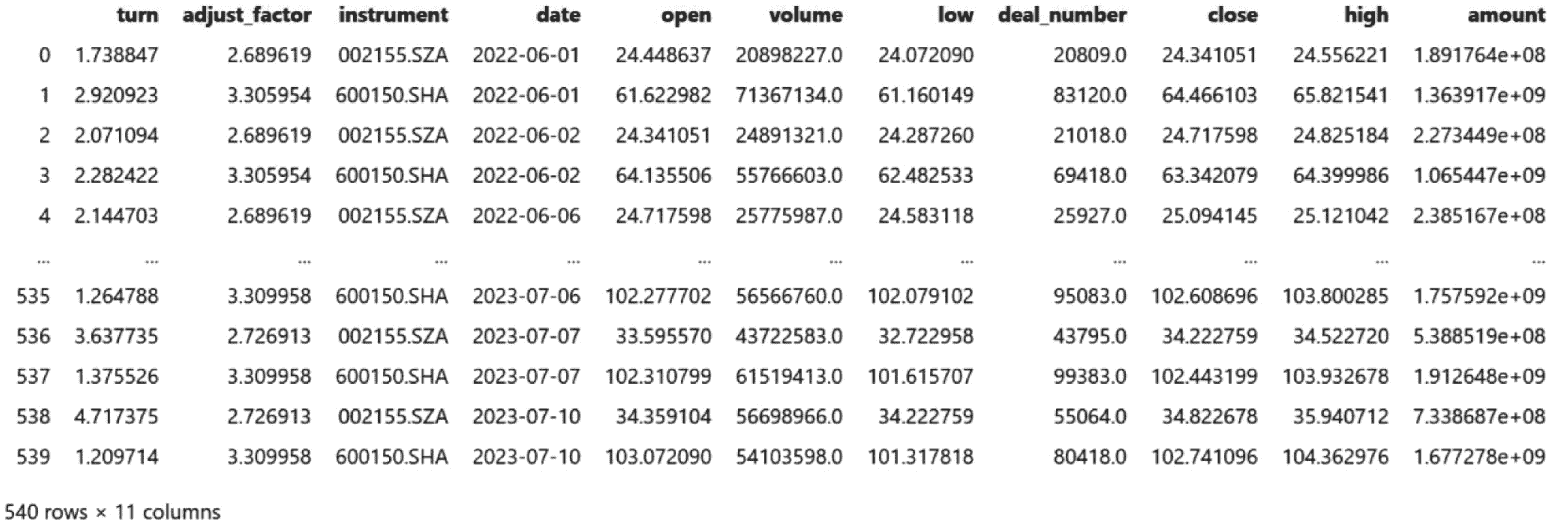 turn adjust_factor instrument date open volume low deal_number close high amount
0 1.738847 2.689619 002155.SZA 2022-06-01 24.448637 20898227.0 24.072090 20809.0 24.341051 24.556221 1.891764e+08
1 2.920923 3.305954 600150.SHA 2022-06-01 61.622982 71367134.0 61.160149 83120.0 64.466103 65.821541 1.363917e+09
2 2.071094 2.689619 002155.SZA 2022-06-02 24.341051 24891321.0 24.287260 21018.0 24.717598 24.825184 2.273449e+08
3 2.282422 3.305954 600150.SHA 2022-06-02 64.135506 55766603.0 62.482533 69418.0 63.342079 64.399986 1.065447e+09
4 2.144703 2.689619 002155.SZA 2022-06-06 24.717598 25775987.0 24.583118 25927.0 25.094145 25.121042 2.385167e+08
... ... ... ... ... ... ... ... ... ... ... ...
535 1.264788 3.309958 600150.SHA 2023-07-06 102.277702 56566760.0 102.079102 95083.0 102.608696 103.800285 1.757592e+09
536 3.637735 2.726913 002155.SZA 2023-07-07 33.595570 43722583.0 32.722958 43795.0 34.222759 34.522720 5.388519e+08
537 1.375526 3.309958 600150.SHA 2023-07-07 102.310799 61519413.0 101.615707 99383.0 102.443199 103.932678 1.912648e+09
538 4.717375 2.726913 002155.SZA 2023-07-10 34.359104 56698966.0 34.222759 55064.0 34.822678 35.940712 7.338687e+08
539 1.209714 3.309958 600150.SHA 2023-07-10 103.072090 54103598.0 101.317818 80418.0 102.741096 104.362976 1.677278e+09
540 rows × 11 columns